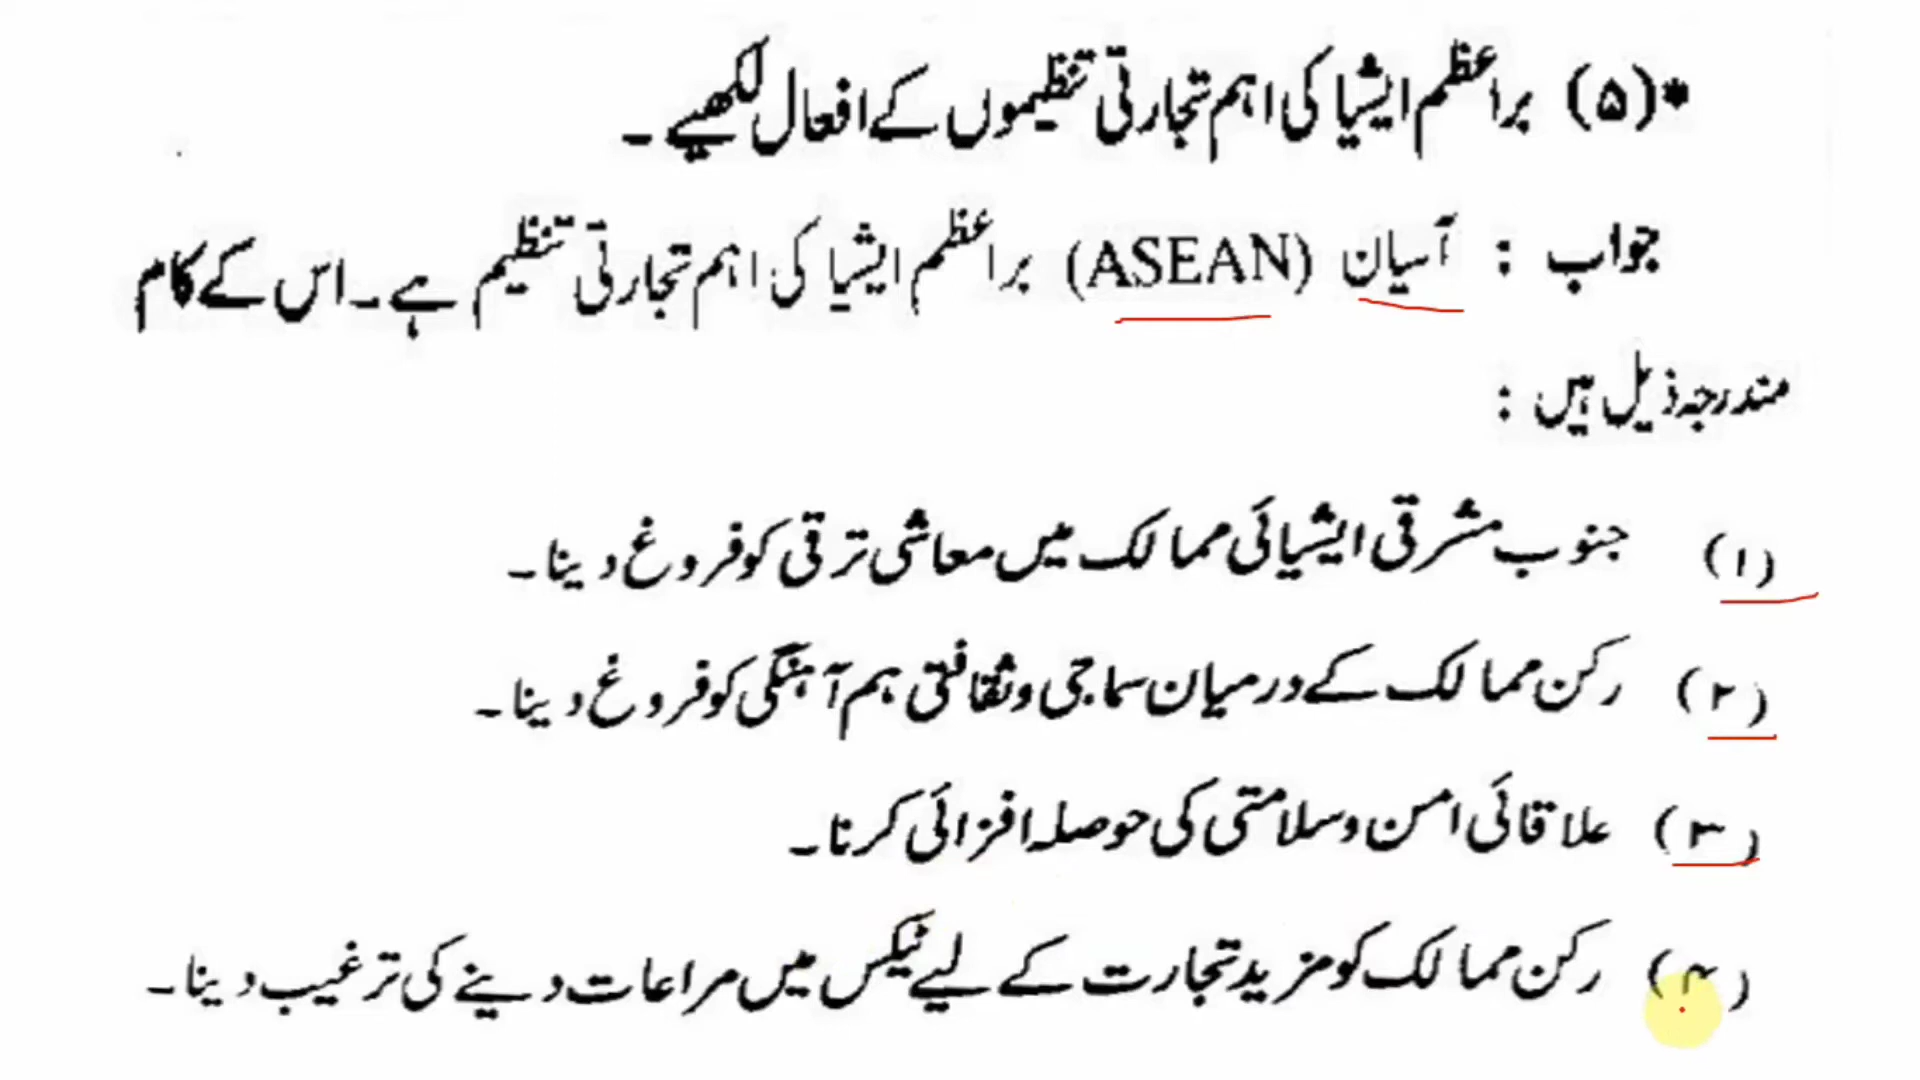 *(۵) براعظم ایشیا کی اہم تجارتی تنظیموں کے افعال لکھیے ۔
جواب : آسیان (ASEAN) براعظم ایشیا کی اہم تجارتی تنظیم ہے ۔ اس کے کام
مندرجہ ذیل ہیں :
(۱) جنوب مشرقی ایشیائی ممالک میں معاشی ترقی کو فروغ دینا ۔
(۲) رکن ممالک کے درمیان سماجی و ثقافتی ہم آہنگی کو فروغ دینا ۔
(۳) علاقائی امن و سلامتی کی حوصلہ افزائی کرنا ۔
(۴) رکن ممالک کو مزید تجارت کے لیے ٹیکس میں مراعات دینے کی ترغیب دینا ۔